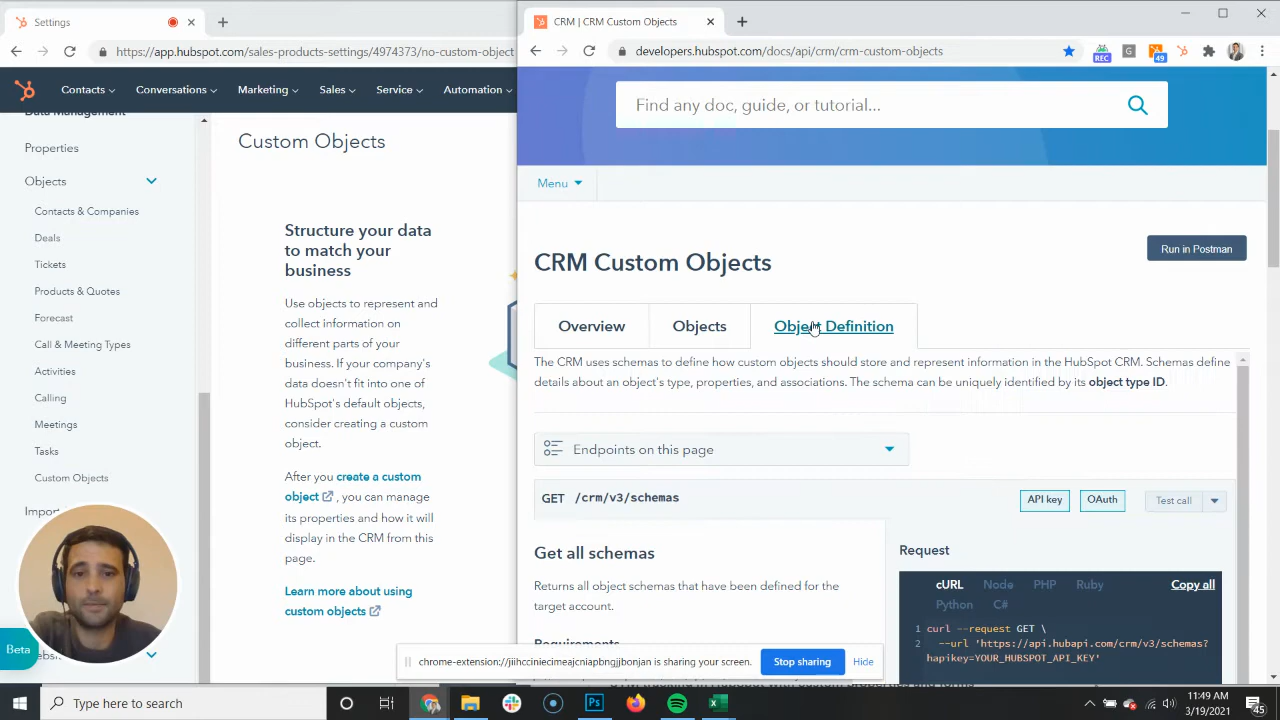 Settings
https://app.hubspot.com/sales-products-settings/4974373/no-custom-object
Contacts
Conversations
Marketing
Sales
Service
Automation
Data Management
Properties
Objects
Contacts & Companies
Deals
Tickets
Products & Quotes
Forecast
Call & Meeting Types
Activities
Calling
Meetings
Tasks
Custom Objects
Beta
Custom Objects
Structure your data
to match your
business
Use objects to represent and
collect information on
different parts of your
business. If your company's
data doesn't fit into one of
HubSpot's default objects,
consider creating a custom
object.
After you create a custom
object , you can manage
its properties and how it will
display in the CRM from this
page.
Learn more about using
custom objects
CRM | CRM Custom Objects
developers.hubspot.com/docs/api/crm/crm-custom-objects
REC
G
49
Find any doc, guide, or tutorial...
Menu
CRM Custom Objects
Run in Postman
Overview
Objects
Object Definition
The CRM uses schemas to define how custom objects should store and represent information in the HubSpot CRM. Schemas define
details about an object's type, properties, and associations. The schema can be uniquely identified by its object type ID.
Endpoints on this page
GET /crm/v3/schemas
API key
OAuth
Test call
Get all schemas
Returns all object schemas that have been defined for the
target account.
Requirements
Request
cURL Node PHP Ruby
Python C#
Copy all
1 curl --request GET \
2 --url 'https://api.hubapi.com/crm/v3/schemas?
hapikey=YOUR_HUBSPOT_API_KEY'
chrome-extension://jiihcciniecimeajcniapbngjjbonjan is sharing your screen.
Stop sharing
Hide
Type here to search
11:49 AM
3/19/2021
45